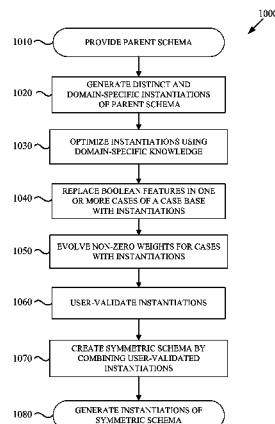 1000
1010
PROVIDE PARENT SCHEMA
1020
GENERATE DISTINCT AND
DOMAIN-SPECIFIC INSTANTIATIONS
OF PARENT SCHEMA
1030
OPTIMIZE INSTANTIATIONS USING
DOMAIN-SPECIFIC KNOWLEDGE
1040
REPLACE BOOLEAN FEATURES IN ONE
OR MORE CASES OF A CASE BASE
WITH INSTANTIATIONS
1050
EVOLVE NON-ZERO WEIGHTS FOR CASES
WITH INSTANTIATIONS
1060
USER-VALIDATE INSTANTIATIONS
1070
CREATE SYMMETRIC SCHEMA BY
COMBINING USER-VALIDATED
INSTANTIATIONS
1080
GENERATE INSTANTIATIONS OF
SYMMETRIC SCHEMA